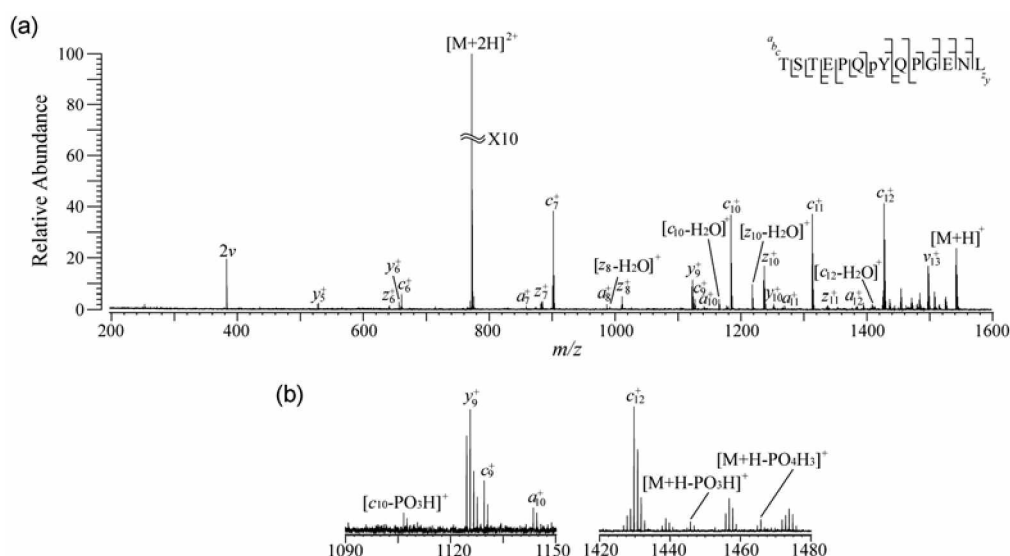 (a)
[M+2H]2+
a b c
TSTEPQpYQPGENL
z y
100
80
60
40
20
0
Relative Abundance
X10
2ν
y5+
z6+
y6+
c6+
a7+
z7+
c7+
a8+
[z8-H2O]+
z8+
y9+
c9+
a10+
[c10-H2O]+
c10+
[z10-H2O]+
z10+
y10+
a11+
c11+
z11+
a12+
[c12-H2O]+
c12+
v13+
[M+H]+
200 400 600 800 1000 1200 1400 1600
m/z
(b)
[c10-PO3H]+
y9+
c9+
a10+
1090 1120 1150
c12+
[M+H-PO3H]+
[M+H-PO4H3]+
1420 1440 1460 1480